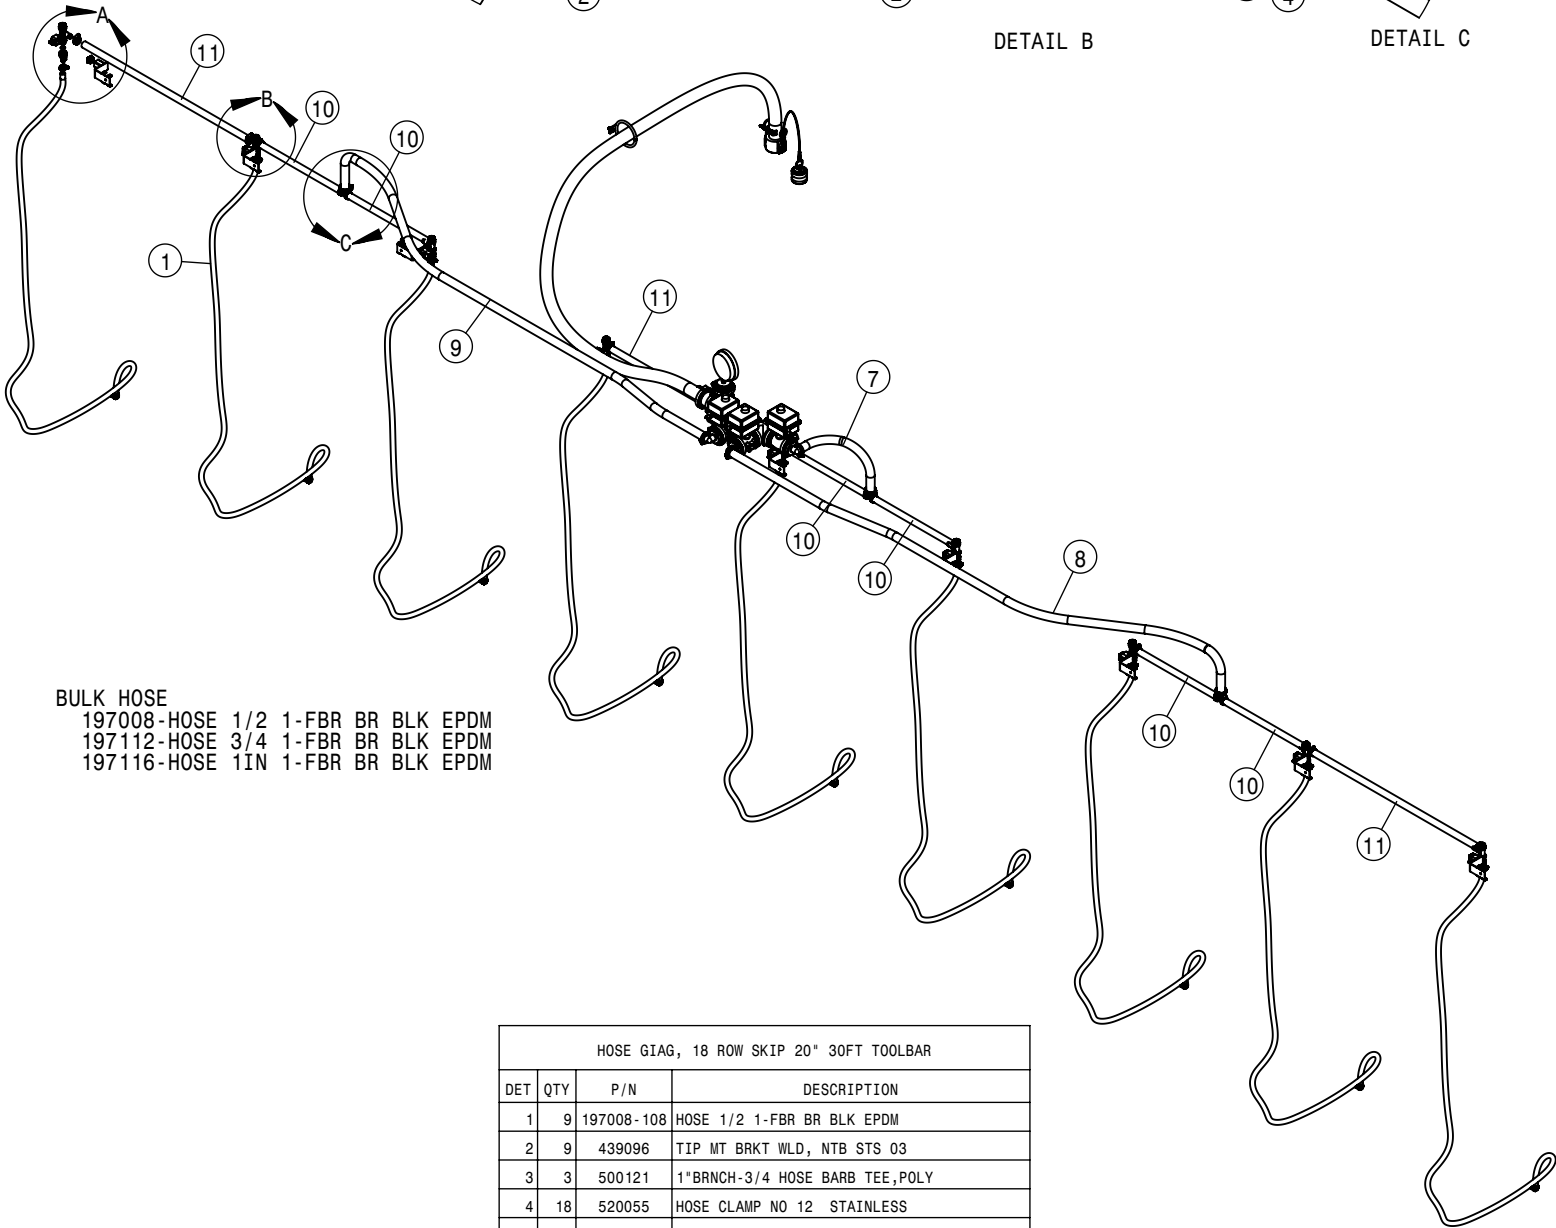 2
2
4
DETAIL B
DETAIL C
A
11
B
10
10
C
1
9
11
7
10
10
8
10
10
11
BULK HOSE
197008-HOSE 1/2 1-FBR BR BLK EPDM
197112-HOSE 3/4 1-FBR BR BLK EPDM
197116-HOSE 1IN 1-FBR BR BLK EPDM
HOSE GIAG, 18 ROW SKIP 20" 30FT TOOLBAR
DET QTY P/N DESCRIPTION
1 9 197008-108 HOSE 1/2 1-FBR BR BLK EPDM
2 9 439096 TIP MT BRKT WLD, NTB STS 03
3 3 500121 1"BRNCH-3/4 HOSE BARB TEE,POLY
4 18 520055 HOSE CLAMP NO 12 STAINLESS